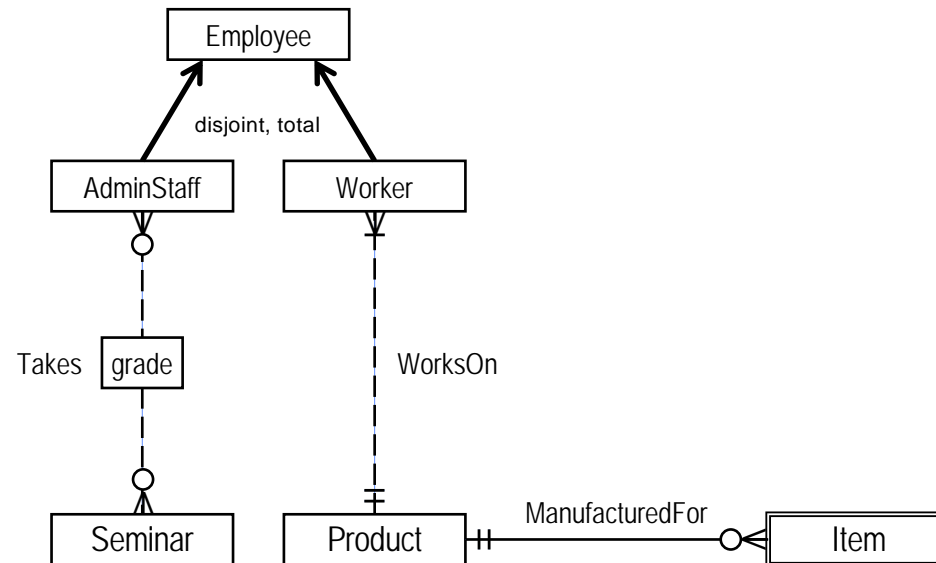 Employee
disjoint, total
AdminStaff
Worker
Takes
grade
WorksOn
ManufacturedFor
Seminar
Product
Item